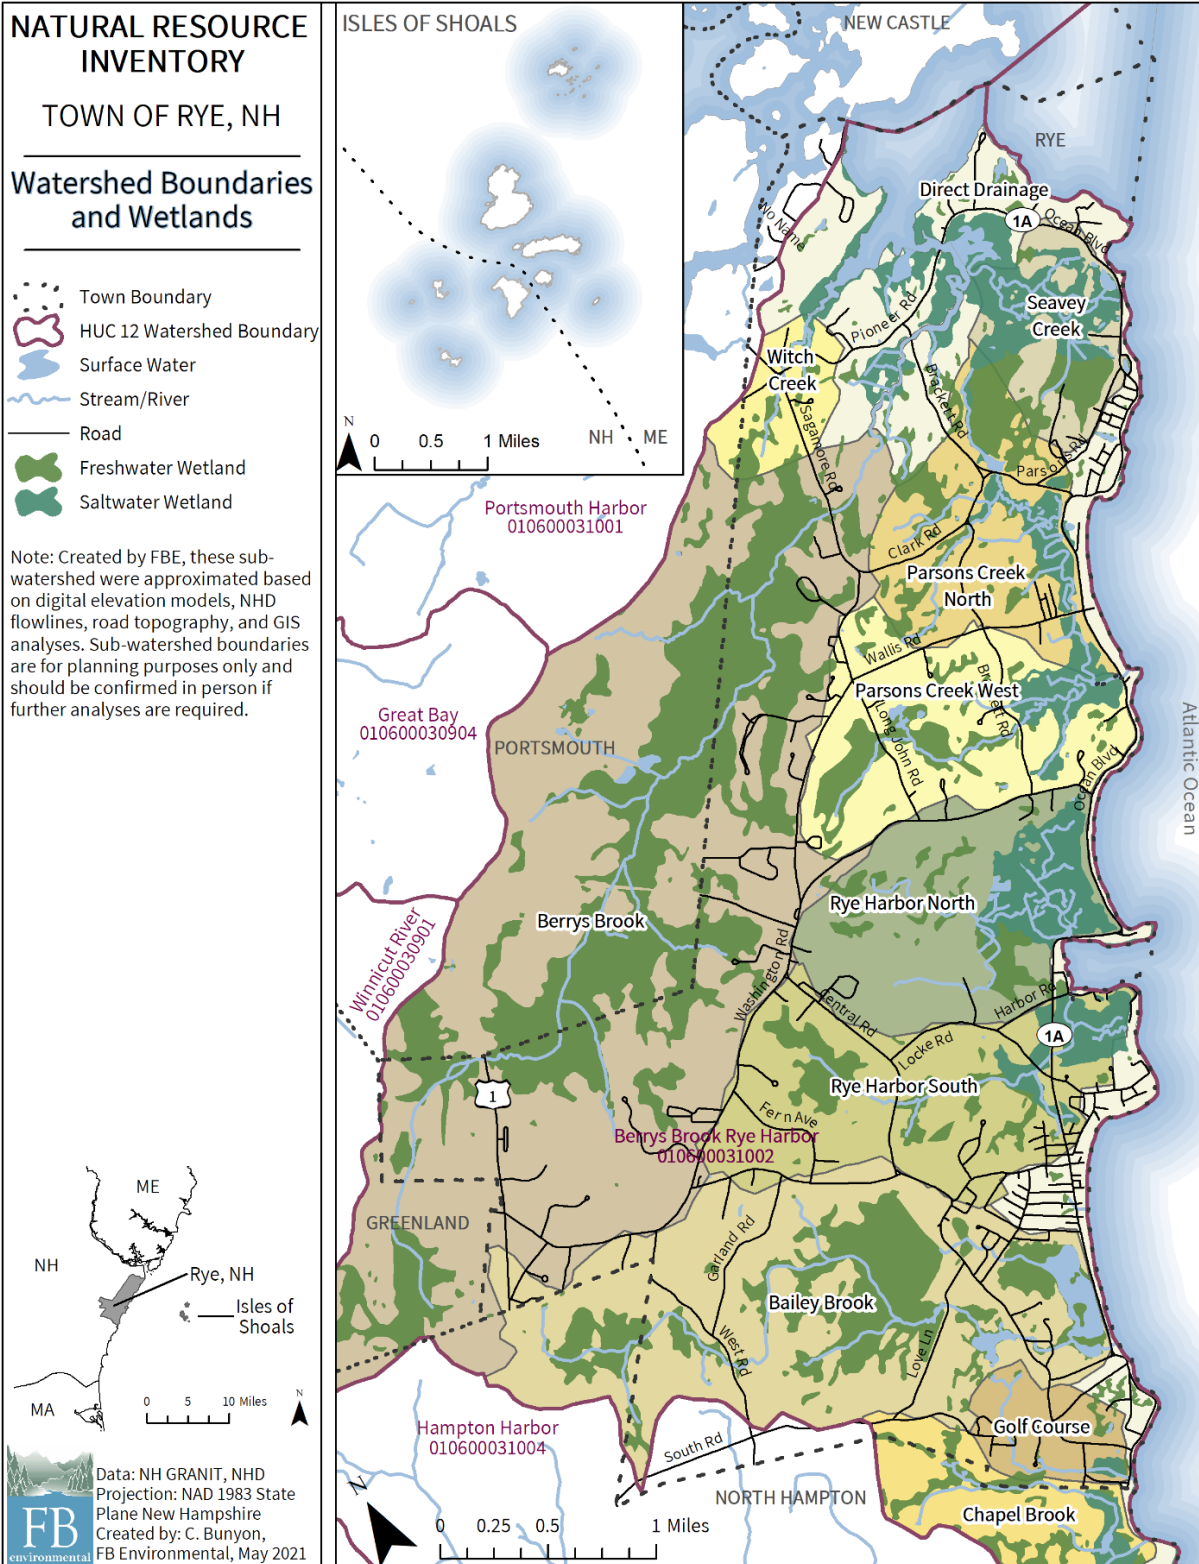 NATURAL RESOURCE
INVENTORY
TOWN OF RYE, NH
Watershed Boundaries
and Wetlands
Town Boundary
HUC 12 Watershed Boundary
Surface Water
Stream/River
Road
Freshwater Wetland
Saltwater Wetland
Note: Created by FBE, these sub-
watershed were approximated based
on digital elevation models, NHD
flowlines, road topography, and GIS
analyses. Sub-watershed boundaries
are for planning purposes only and
should be confirmed in person if
further analyses are required.
ME
NH
Rye, NH
Isles of
Shoals
MA
0 5 10 Miles
N
FB
environmental
Data: NH GRANIT, NHD
Projection: NAD 1983 State
Plane New Hampshire
Created by: C. Bunyon,
FB Environmental, May 2021
ISLES OF SHOALS
N
0 0.5 1 Miles
NH ME
NEW CASTLE
RYE
Direct Drainage
1A
Ocean Blvd
No Name
Seavey
Creek
Pioneer Rd
Witch
Creek
Brackett Rd
Sagamore Rd
Parsons Rd
Portsmouth Harbor
010600031001
Clark Rd
Parsons Creek
North
Wallis Rd
Parsons Creek West
Brackett Rd
Long John Rd
Great Bay
010600030904
PORTSMOUTH
Ocean Blvd
Atlantic Ocean
Rye Harbor North
Berrys Brook
Winnicut River
010600030901
Washington Rd
Central Rd
Harbor Rd
Locke Rd
1A
1
Rye Harbor South
Fern Ave
Berrys Brook Rye Harbor
010600031002
GREENLAND
Garland Rd
Bailey Brook
West Rd
Love Ln
Golf Course
Hampton Harbor
010600031004
South Rd
NORTH HAMPTON
Chapel Brook
N
0 0.25 0.5 1 Miles